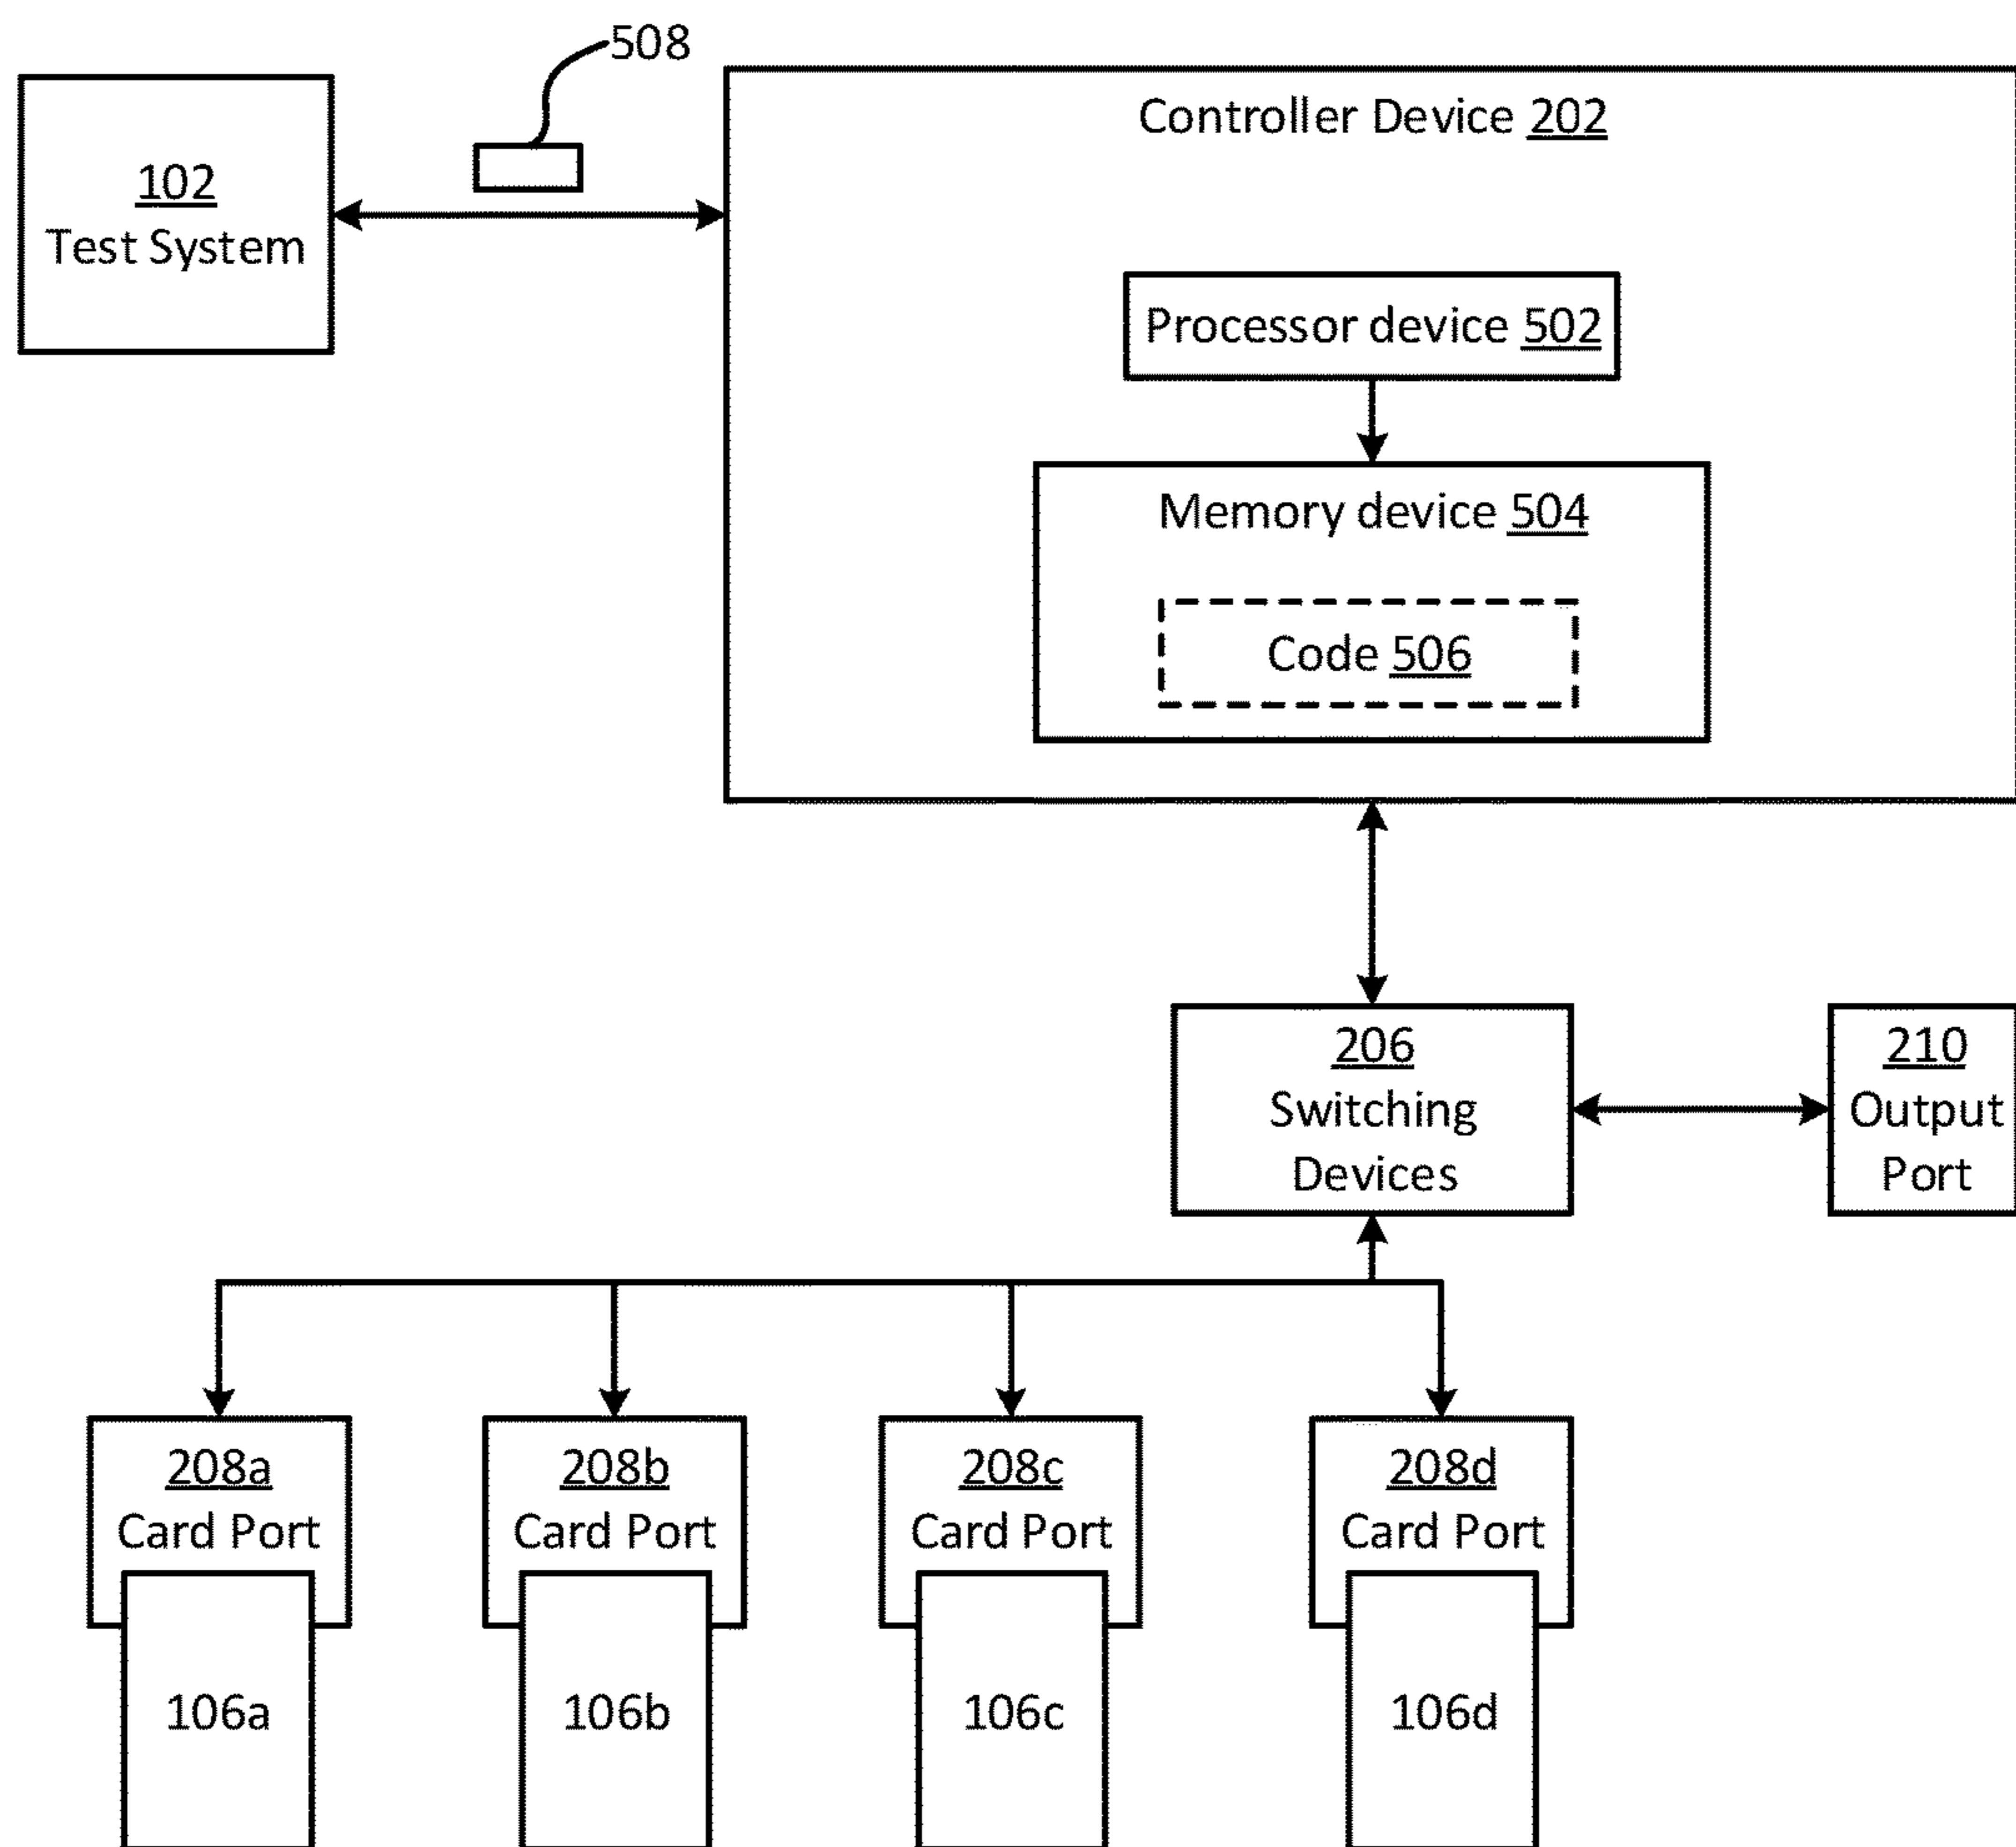 508
Controller Device 202
102
Test System
Processor device 502
Memory device 504
Code 506
206
Switching
Devices
210
Output
Port
208a
Card Port
208b
Card Port
208c
Card Port
208d
Card Port
106a
106b
106c
106d